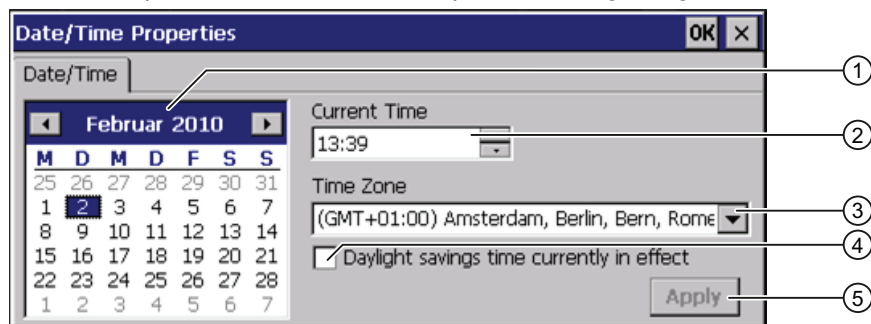 Date/Time Properties OK ×
Date/Time
Februar 2010
M D M D F S S
25 26 27 28 29 30 31
1 2 3 4 5 6 7
8 9 10 11 12 13 14
15 16 17 18 19 20 21
22 23 24 25 26 27 28
1 2 3 4 5 6 7
Current Time
13:39
Time Zone
(GMT+01:00) Amsterdam, Berlin, Bern, Rome
Daylight savings time currently in effect
Apply
1
2
3
4
5